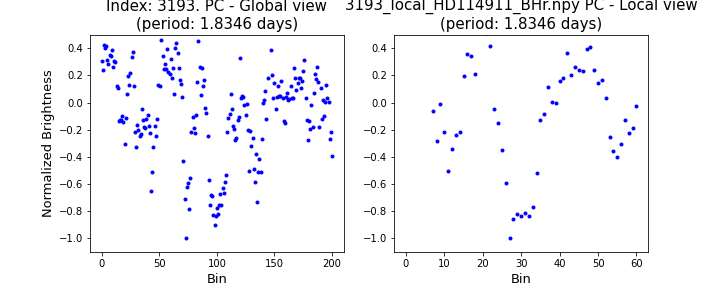 Index: 3193. PC - Global view
(period: 1.8346 days)
3193_local_HD114911_BHr.npy PC - Local view
(period: 1.8346 days)
Normalized Brightness
0.4
0.2
0.0
−0.2
−0.4
−0.6
−0.8
−1.0
0 50 100 150 200
Bin
0.4
0.2
0.0
−0.2
−0.4
−0.6
−0.8
−1.0
0 10 20 30 40 50 60
Bin